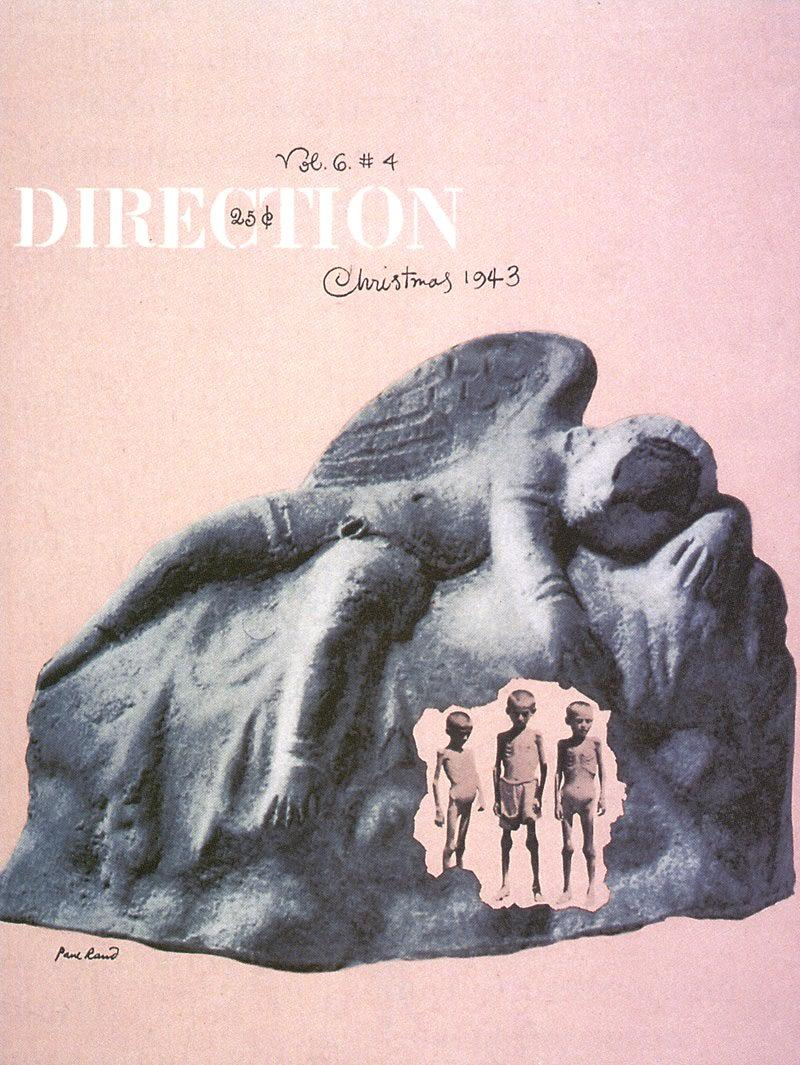 Vol. 6. # 4
DIRECTION
25¢
Christmas 1943
Paul Rand